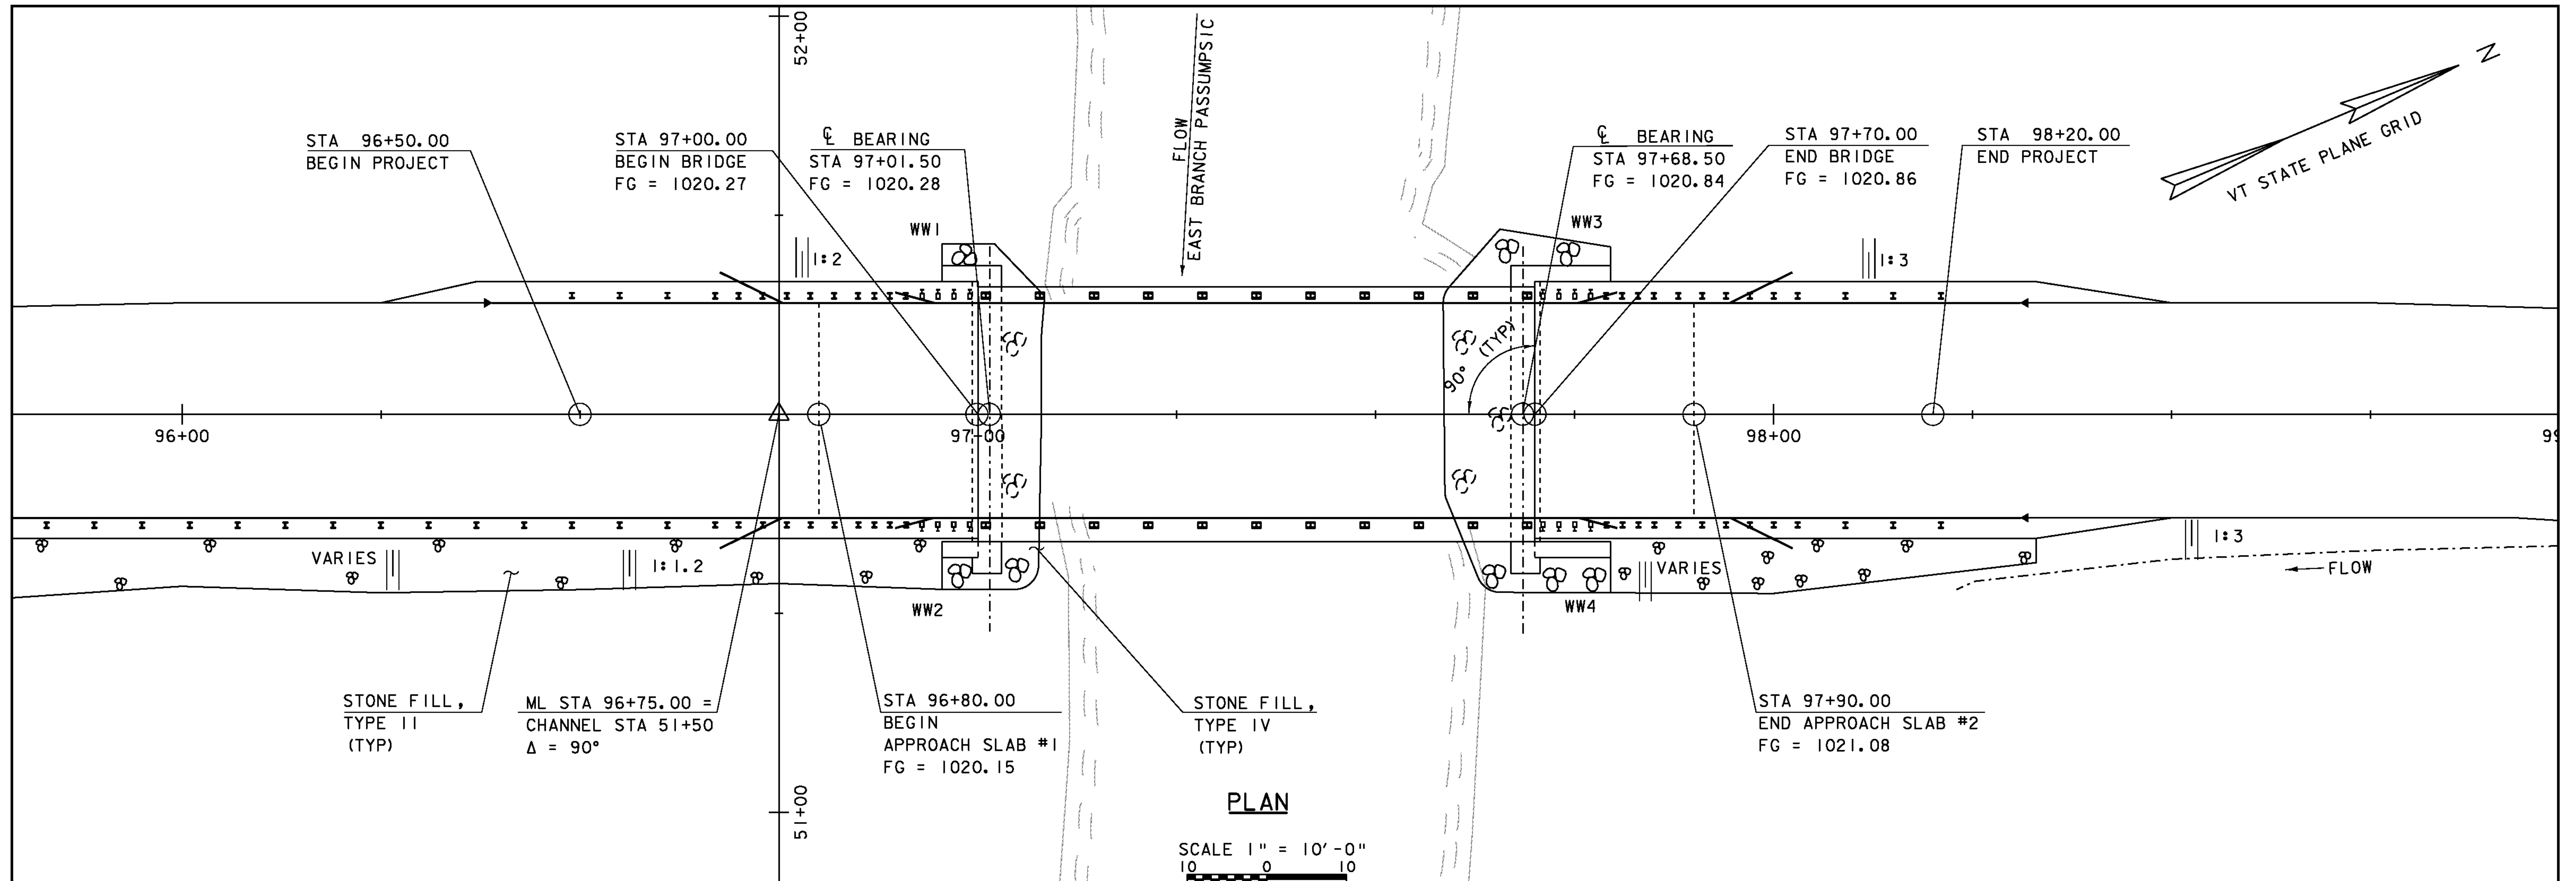 52+00
FLOW
EAST BRANCH PASSUMPSIC
N
VT STATE PLANE GRID
STA 96+50.00
BEGIN PROJECT
STA 97+00.00
BEGIN BRIDGE
FG = 1020.27
℄ BEARING
STA 97+01.50
FG = 1020.28
℄ BEARING
STA 97+68.50
FG = 1020.84
STA 97+70.00
END BRIDGE
FG = 1020.86
STA 98+20.00
END PROJECT
WW1
WW3
1:2
1:3
90°
(TYP)
96+00
97+00
98+00
99
VARIES
1:1.2
WW2
WW4
VARIES
1:3
FLOW
STONE FILL,
TYPE II
(TYP)
ML STA 96+75.00 =
CHANNEL STA 51+50
Δ = 90°
STA 96+80.00
BEGIN
APPROACH SLAB #1
FG = 1020.15
STONE FILL,
TYPE IV
(TYP)
STA 97+90.00
END APPROACH SLAB #2
FG = 1021.08
51+00
PLAN
SCALE 1" = 10'-0"
10 0 10